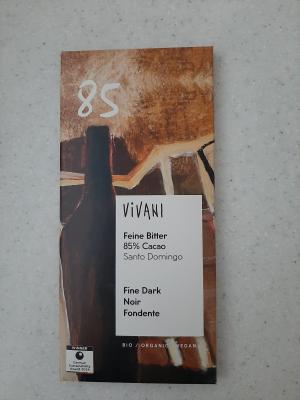 85
ViVANI
Feine Bitter
85% Cacao
Santo Domingo
Fine Dark
Noir
Fondente
BIO / ORGANIC / VEGAN
WINNER